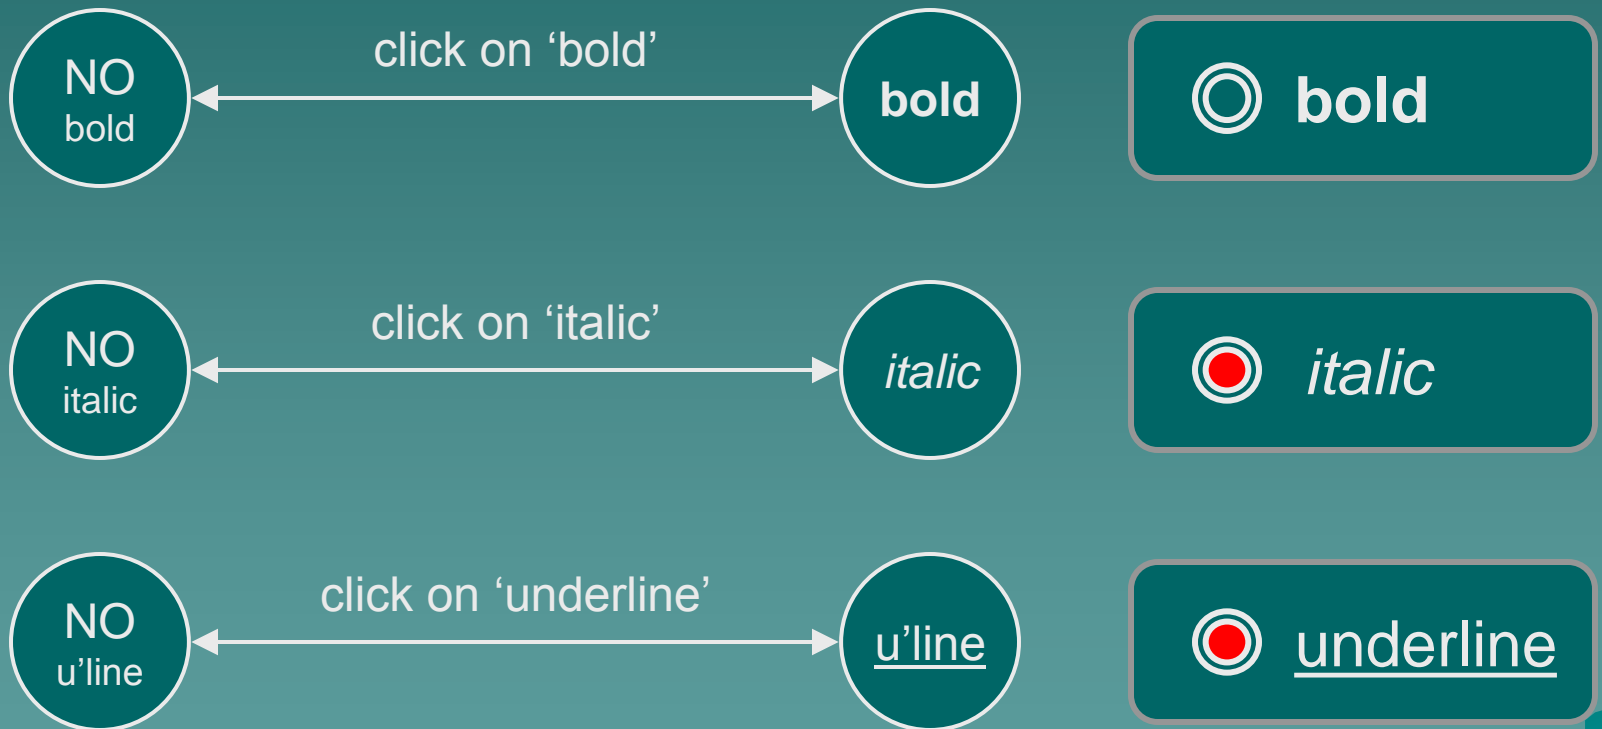 NO
bold
click on ‘bold’
bold
bold
NO
italic
click on ‘italic’
italic
italic
NO
u’line
click on ‘underline’
u’line
underline